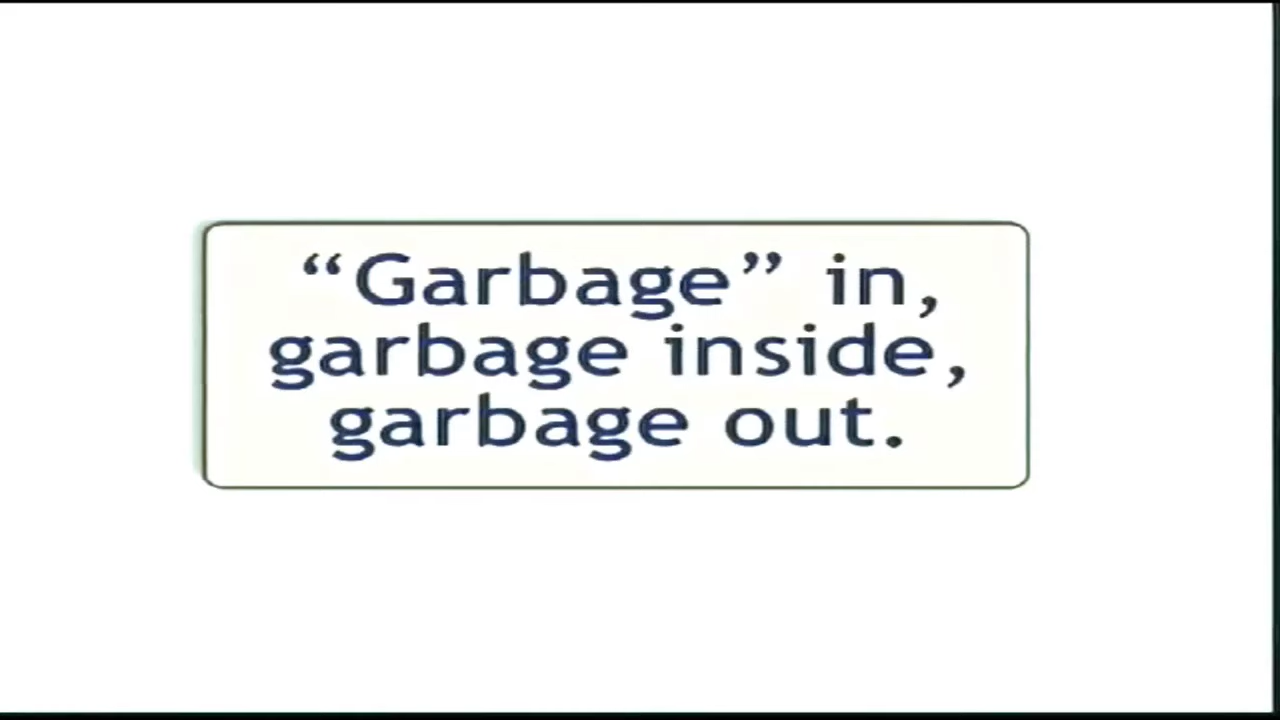 “Garbage” in,
garbage inside,
garbage out.